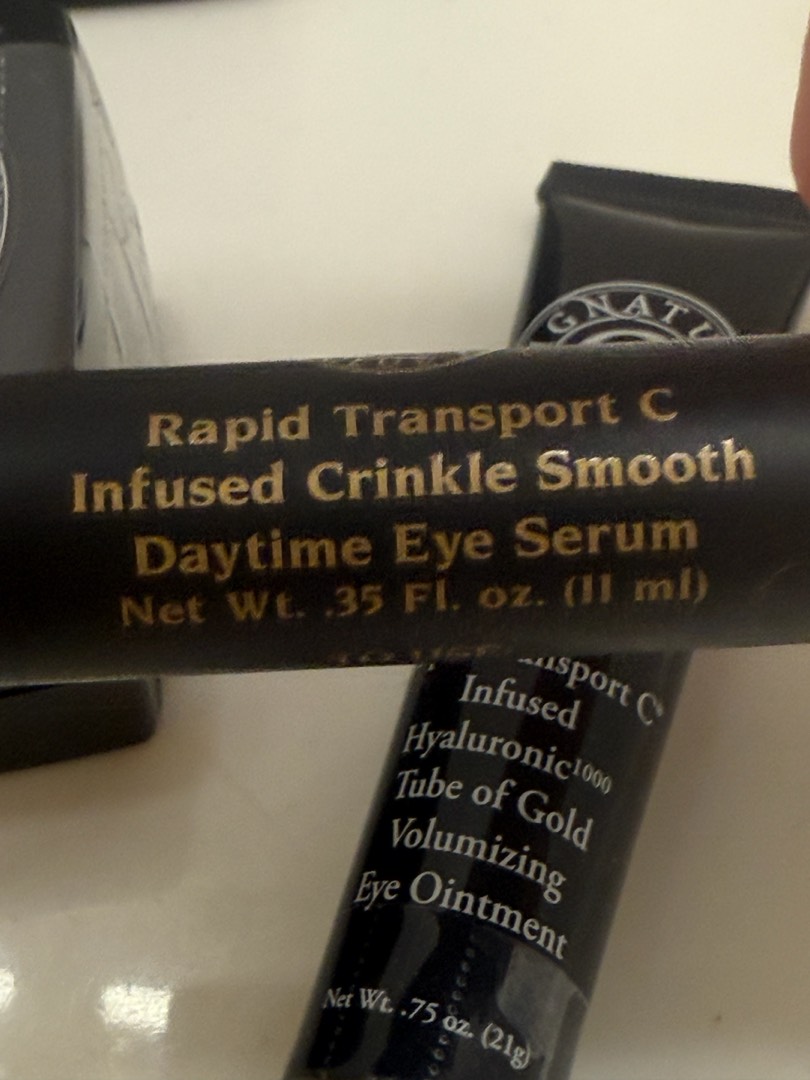 GNATU
Rapid Transport C
Infused Crinkle Smooth
Daytime Eye Serum
Net Wt. .35 Fl. oz. (11 ml)
C®
Infused
Hyaluronic¹⁰⁰⁰
Tube of Gold
Volumizing
Eye Ointment
Net Wt. .75 oz. (21g)